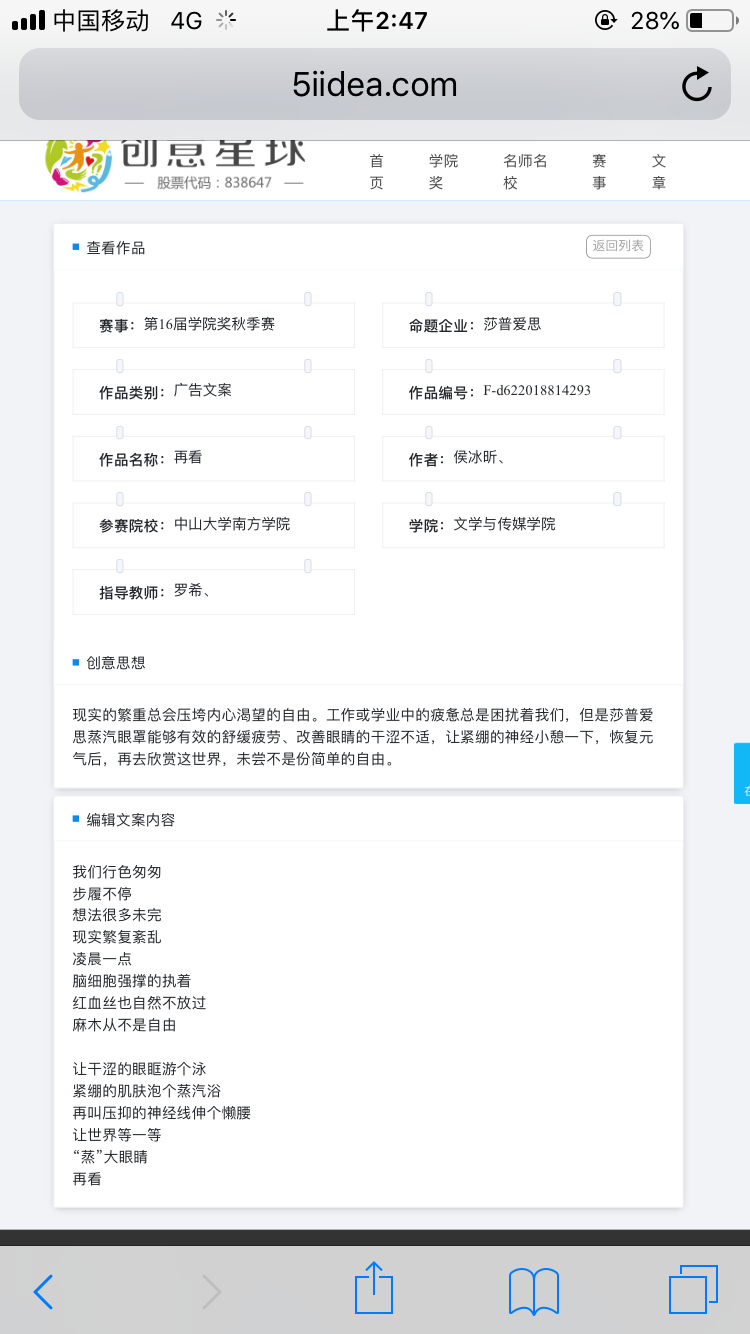 中国移动 4G 上午2:47 28%
5iidea.com
创意星球
股票代码：838647
首页 学院奖 名师名校 赛事 文章
查看作品 返回列表
赛事：第16届学院奖秋季赛 命题企业：莎普爱思
作品类别：广告文案 作品编号：F-d622018814293
作品名称：再看 作者：侯冰昕、
参赛院校：中山大学南方学院 学院：文学与传媒学院
指导教师：罗希、
创意思想
现实的繁重总会压垮内心渴望的自由。工作或学业中的疲惫总是困扰着我们，但是莎普爱
思蒸汽眼罩能够有效的舒缓疲劳、改善眼睛的干涩不适，让紧绷的神经小憩一下，恢复元
气后，再去欣赏这世界，未尝不是份简单的自由。
编辑文案内容
我们行色匆匆
步履不停
想法很多未完
现实繁复紊乱
凌晨一点
脑细胞强撑的执着
红血丝也自然不放过
麻木从不是自由
让干涩的眼眶游个泳
紧绷的肌肤泡个蒸汽浴
再叫压抑的神经线伸个懒腰
让世界等一等
“蒸”大眼睛
再看